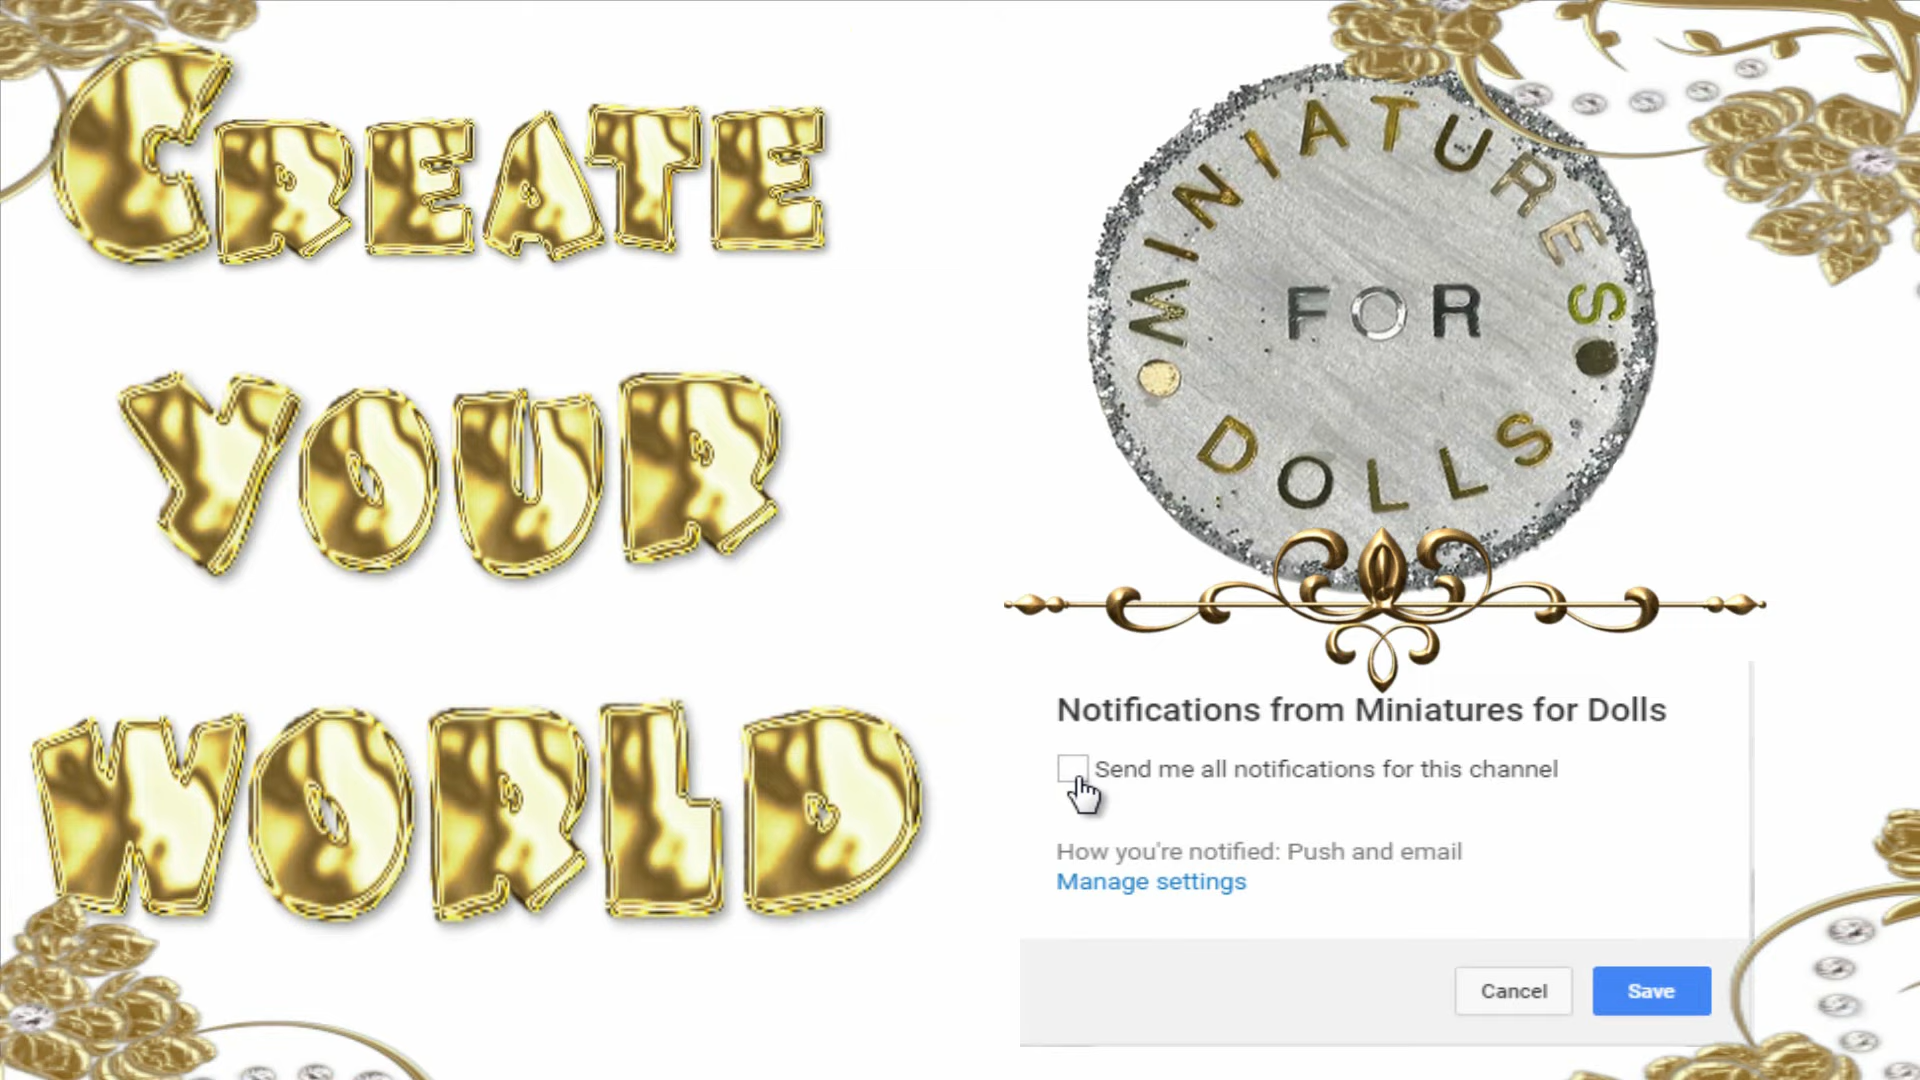 CREATE
YOUR
WORLD
MINIATURES
FOR
DOLLS
Notifications from Miniatures for Dolls
Send me all notifications for this channel
How you're notified: Push and email
Manage settings
Cancel
Save